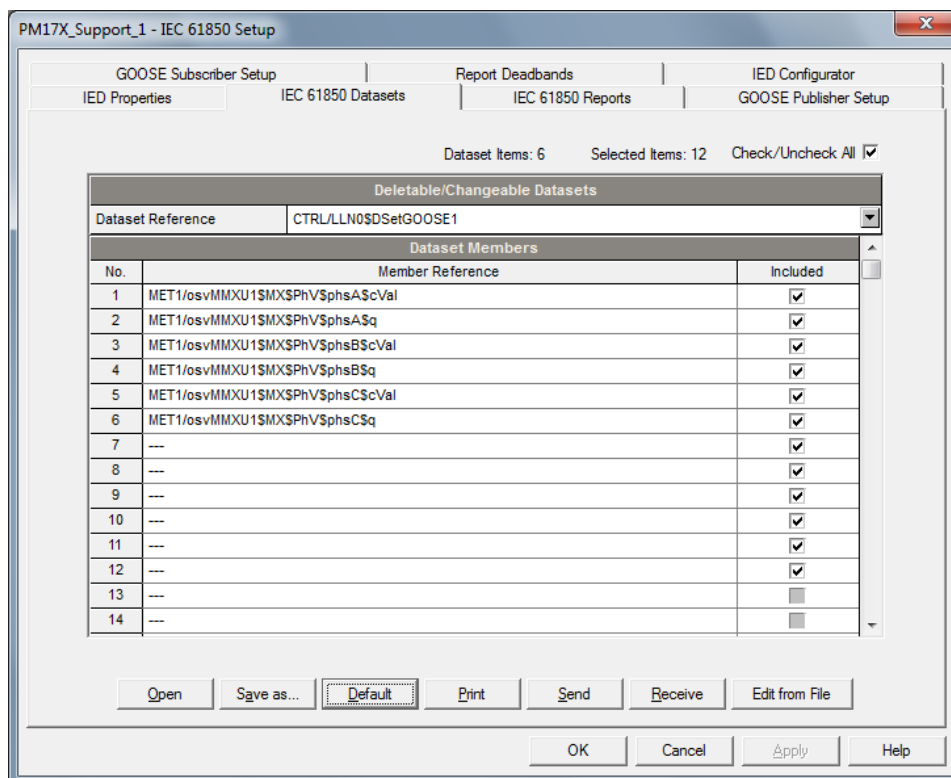 PM17X_Support_1 - IEC 61850 Setup
GOOSE Subscriber Setup Report Deadbands IED Configurator
IED Properties IEC 61850 Datasets IEC 61850 Reports GOOSE Publisher Setup
Dataset Items: 6 Selected Items: 12 Check/Uncheck All
Deletable/Changeable Datasets
Dataset Reference CTRL/LLN0$DSetGOOSE1
Dataset Members
No. Member Reference Included
1 MET1/osvMMXU1$MX$PhV$phsA$cVal
2 MET1/osvMMXU1$MX$PhV$phsA$q
3 MET1/osvMMXU1$MX$PhV$phsB$cVal
4 MET1/osvMMXU1$MX$PhV$phsB$q
5 MET1/osvMMXU1$MX$PhV$phsC$cVal
6 MET1/osvMMXU1$MX$PhV$phsC$q
7 ---
8 ---
9 ---
10 ---
11 ---
12 ---
13 ---
14 ---
Open Save as... Default Print Send Receive Edit from File
OK Cancel Apply Help